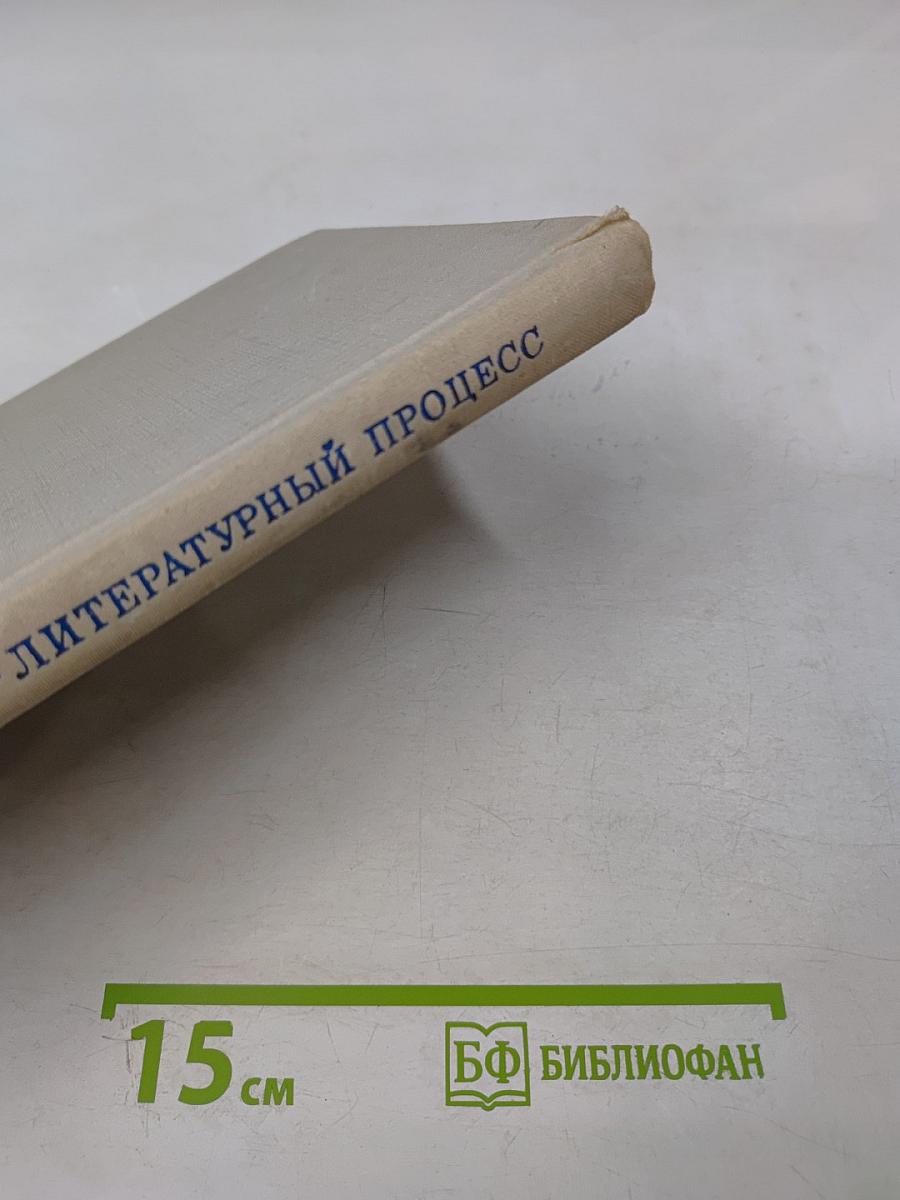 ЛИТЕРАТУРНЫЙ ПРОЦЕСС
15 см
БФ БИБЛИОФАН